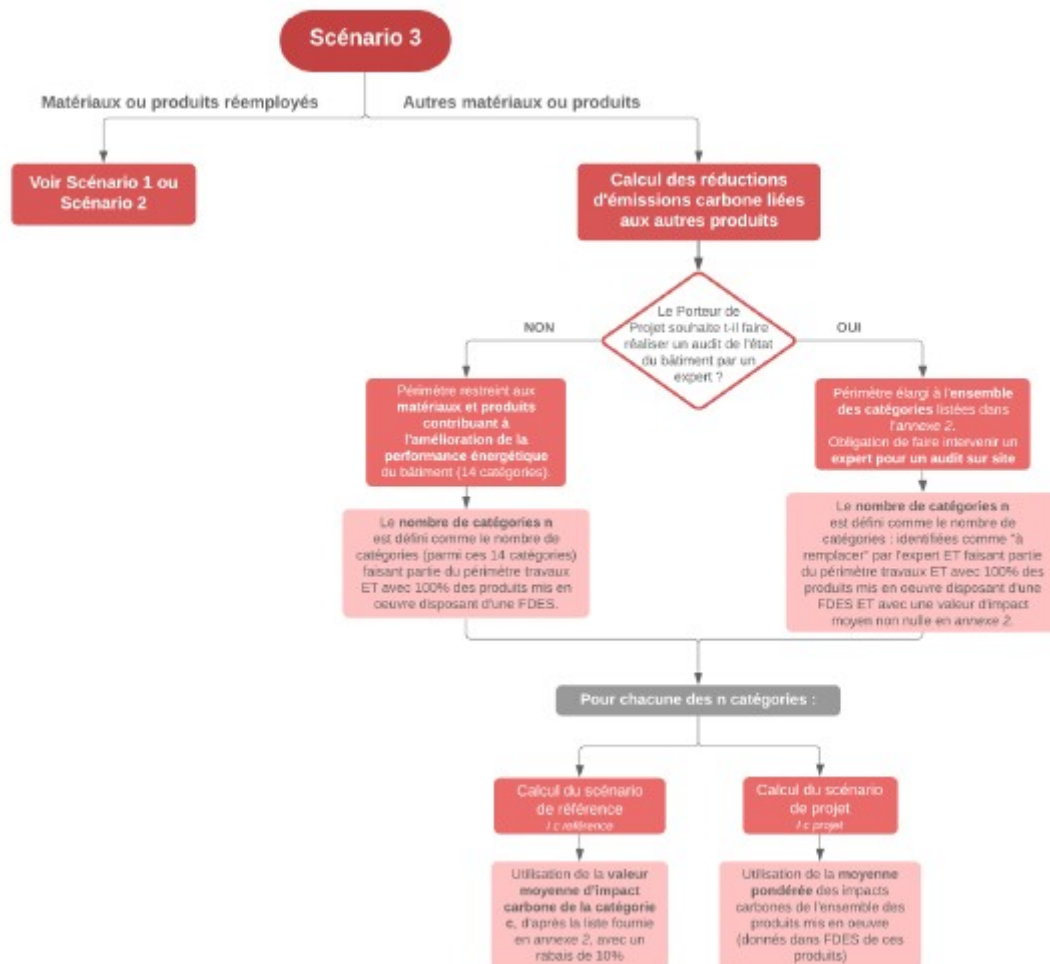 Scénario 3
Matériaux ou produits réemployés
Autres matériaux ou produits
Voir Scénario 1 ou
Scénario 2
Calcul des réductions
d'émissions carbone liées
aux autres produits
Le Porteur de
Projet souhaite t-il faire
réaliser un audit de l'état
du bâtiment par un
expert ?
NON
OUI
Périmètre restreint aux
matériaux et produits
contribuant à
l'amélioration de la
performance énergétique
du bâtiment (14 catégories).
Périmètre élargi à l'ensemble
des catégories listées dans
l'annexe 2.
Obligation de faire intervenir un
expert pour un audit sur site
Le nombre de catégories n
est défini comme le nombre de
catégories (parmi ces 14 catégories)
faisant partie du périmètre travaux
ET avec 100% des produits mis en
oeuvre disposant d'une FDES.
Le nombre de catégories n
est défini comme le nombre de
catégories : identifiées comme "à
remplacer" par l'expert ET faisant partie
du périmètre travaux ET avec 100% des
produits mis en oeuvre disposant d'une
FDES ET avec une valeur d'impact
moyen non nulle en annexe 2.
Pour chacune des n catégories :
Calcul du scénario
de référence
I c référence
Calcul du scénario
de projet
I c projet
Utilisation de la valeur
moyenne d'impact
carbone de la catégorie
c, d'après la liste fournie
en annexe 2, avec un
rabais de 10%
Utilisation de la moyenne
pondérée des impacts
carbones de l'ensemble des
produits mis en oeuvre
(donnés dans FDES de ces
produits)